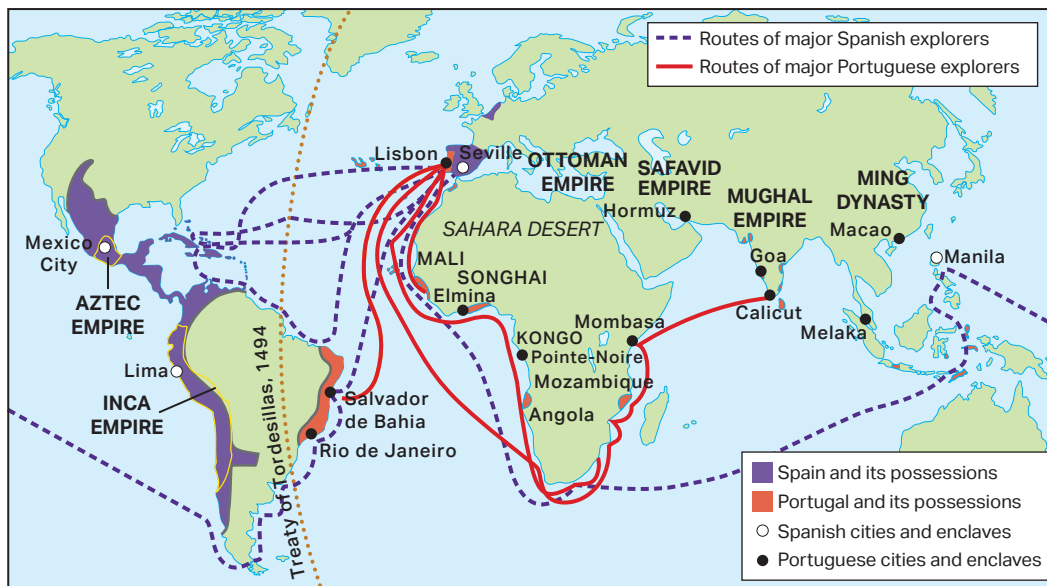 Routes of major Spanish explorers
Routes of major Portuguese explorers
Lisbon
Seville
OTTOMAN
EMPIRE
SAFAVID
EMPIRE
Hormuz
MUGHAL
EMPIRE
MING
DYNASTY
Macao
Manila
SAHARA DESERT
Mexico
City
AZTEC
EMPIRE
MALI
SONGHAI
Elmina
Goa
Calicut
Melaka
Mombasa
KONGO
Pointe-Noire
Mozambique
Angola
Lima
INCA
EMPIRE
Treaty of Tordesillas, 1494
Salvador
de Bahia
Rio de Janeiro
Spain and its possessions
Portugal and its possessions
Spanish cities and enclaves
Portuguese cities and enclaves